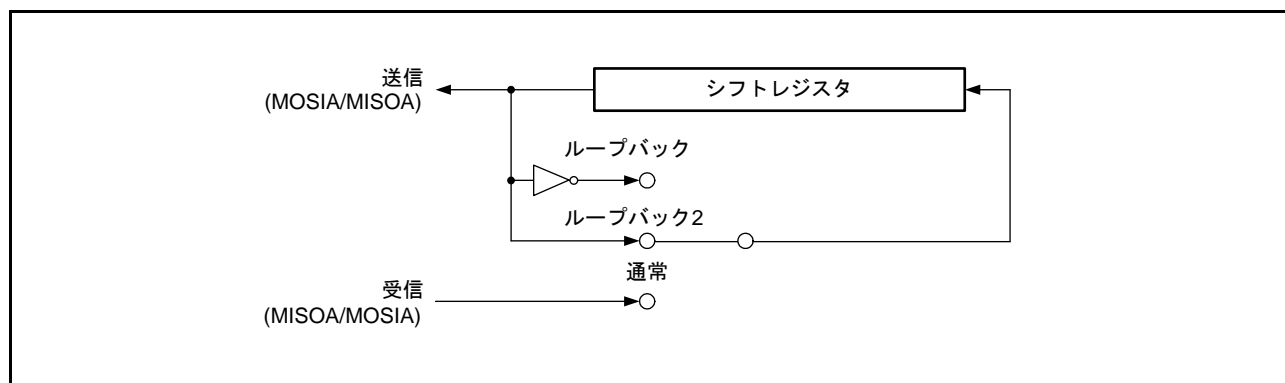 送信
(MOSIA/MISOA)
シフトレジスタ
ループバック
ループバック2
通常
受信
(MISOA/MOSIA)